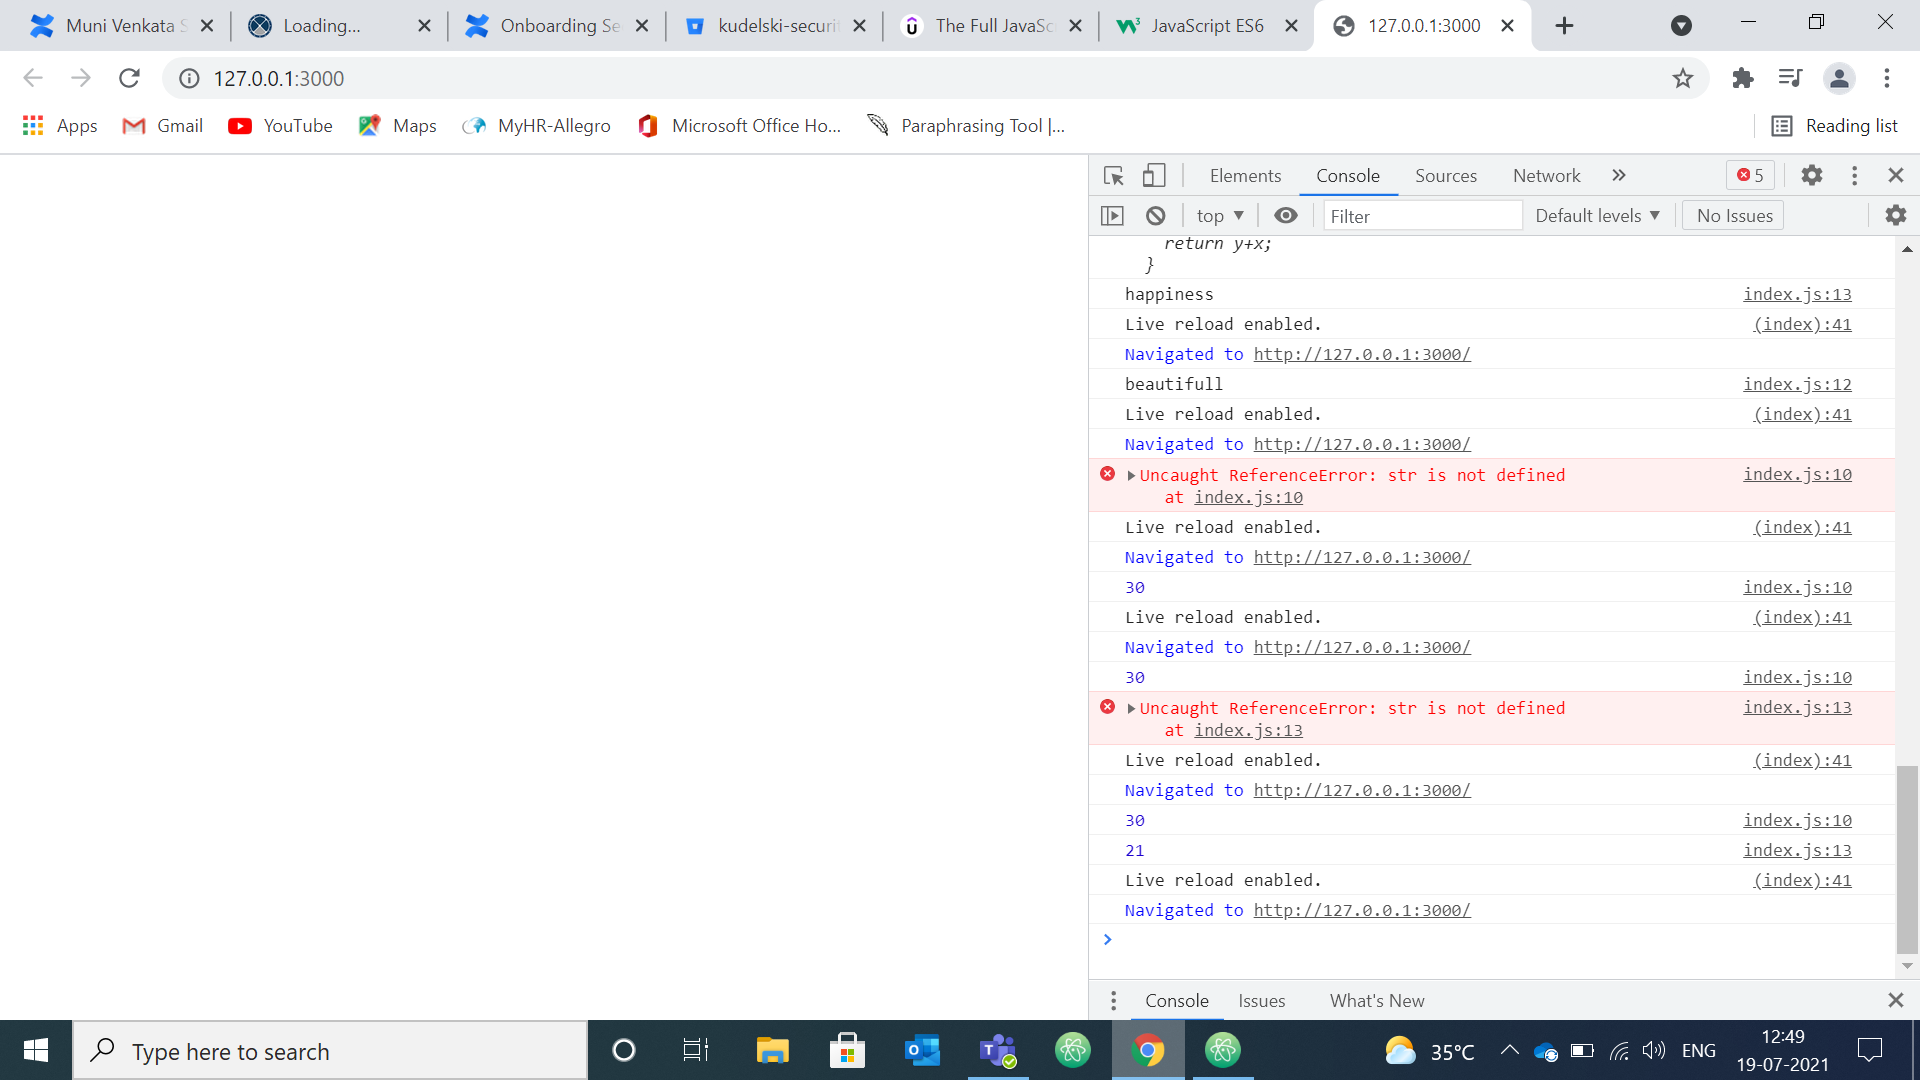 Muni Venkata S
Loading...
Onboarding Se
kudelski-securit
The Full JavaSc
JavaScript ES6
127.0.0.1:3000
127.0.0.1:3000
Apps
Gmail
YouTube
Maps
MyHR-Allegro
Microsoft Office Ho...
Paraphrasing Tool |...
Reading list
Elements
Console
Sources
Network
5
top
Filter
Default levels
No Issues
return y+x;
}
happiness index.js:13
Live reload enabled. (index):41
Navigated to http://127.0.0.1:3000/
beautifull index.js:12
Live reload enabled. (index):41
Navigated to http://127.0.0.1:3000/
Uncaught ReferenceError: str is not defined index.js:10
at index.js:10
Live reload enabled. (index):41
Navigated to http://127.0.0.1:3000/
30 index.js:10
Live reload enabled. (index):41
Navigated to http://127.0.0.1:3000/
30 index.js:10
Uncaught ReferenceError: str is not defined index.js:13
at index.js:13
Live reload enabled. (index):41
Navigated to http://127.0.0.1:3000/
30 index.js:10
21 index.js:13
Live reload enabled. (index):41
Navigated to http://127.0.0.1:3000/
Console
Issues
What's New
Type here to search
35°C
ENG
12:49
19-07-2021